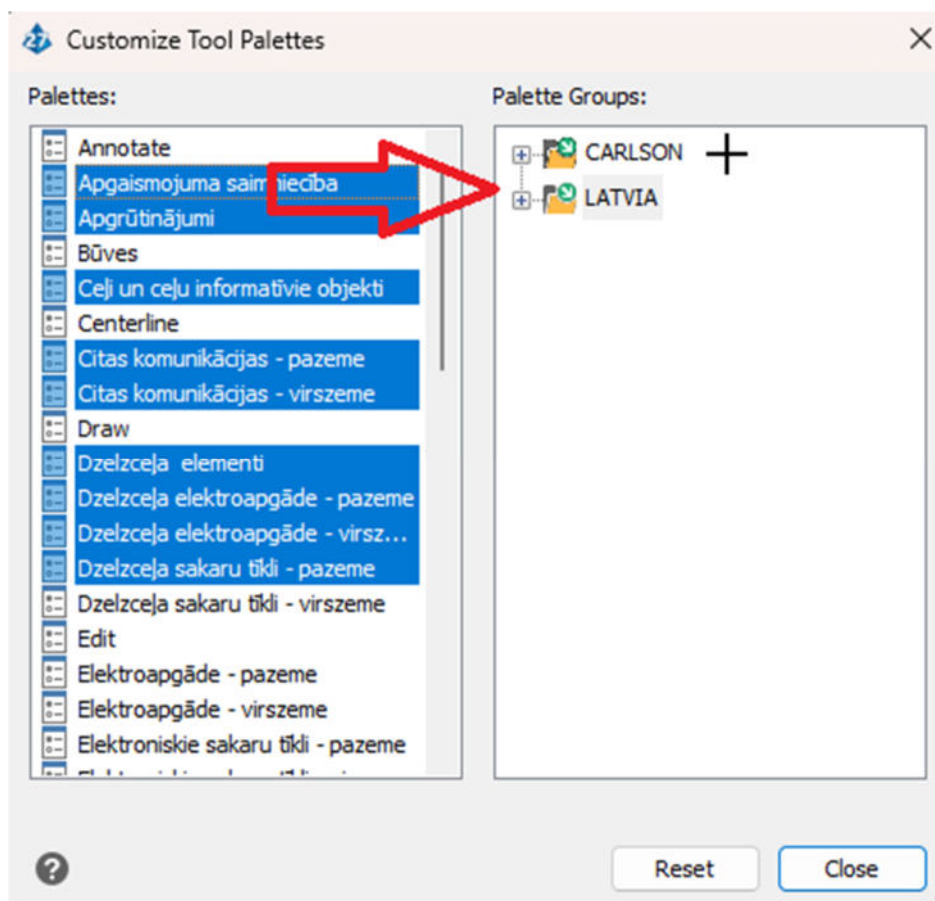 27 Customize Tool Palettes
Palettes:
Annotate
Apgaismojuma saimniecība
Apgrūtinājumi
Būves
Ceļi un ceļu informatīvie objekti
Centerline
Citas komunikācijas - pazeme
Citas komunikācijas - virszeme
Draw
Dzelzceļa elementi
Dzelzceļa elektroapgāde - pazeme
Dzelzceļa elektroapgāde - virsz...
Dzelzceļa sakaru tīkli - pazeme
Dzelzceļa sakaru tīkli - virszeme
Edit
Elektroapgāde - pazeme
Elektroapgāde - virszeme
Elektroniskie sakaru tīkli - pazeme
Palette Groups:
CARLSON
LATVIA
?
Reset
Close